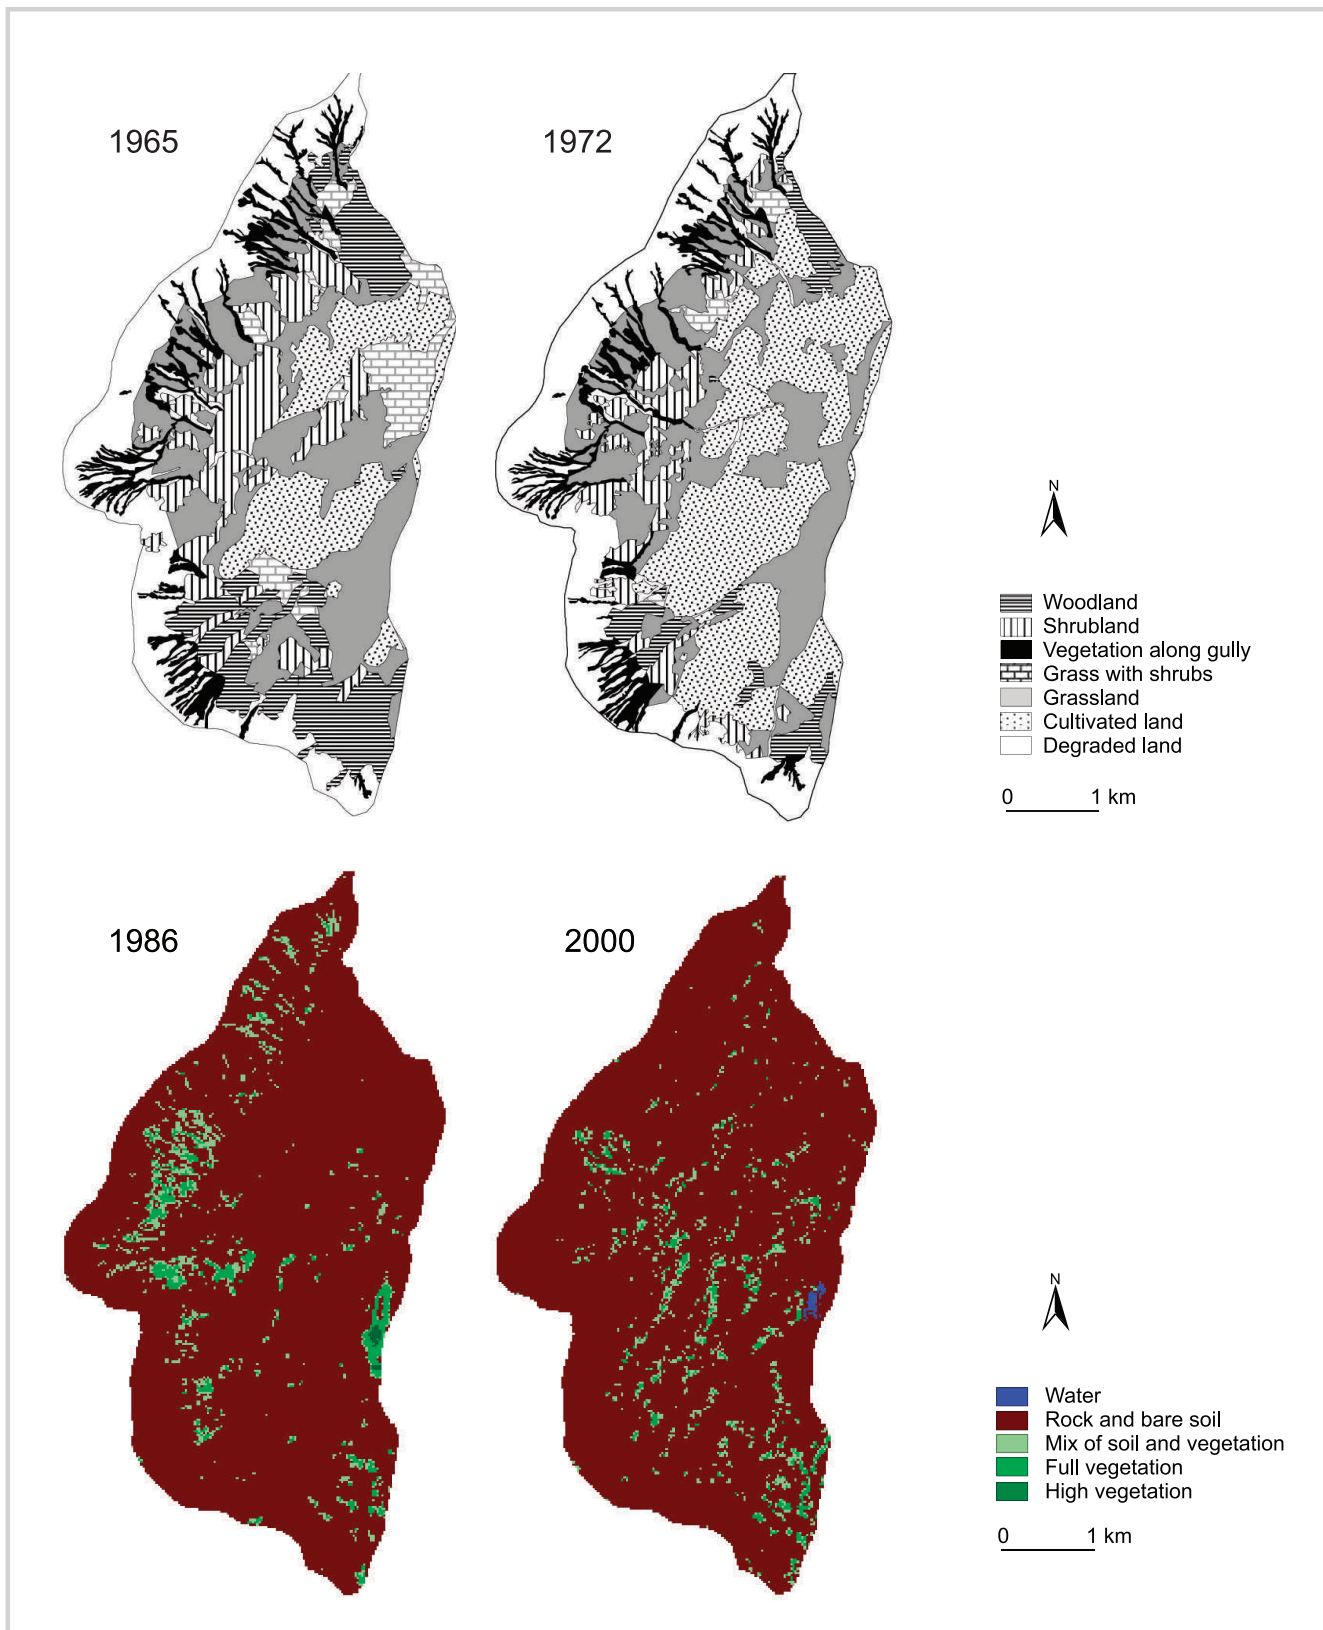 1965
1972
N
Woodland
Shrubland
Vegetation along gully
Grass with shrubs
Grassland
Cultivated land
Degraded land
0 1 km
1986
2000
N
Water
Rock and bare soil
Mix of soil and vegetation
Full vegetation
High vegetation
0 1 km